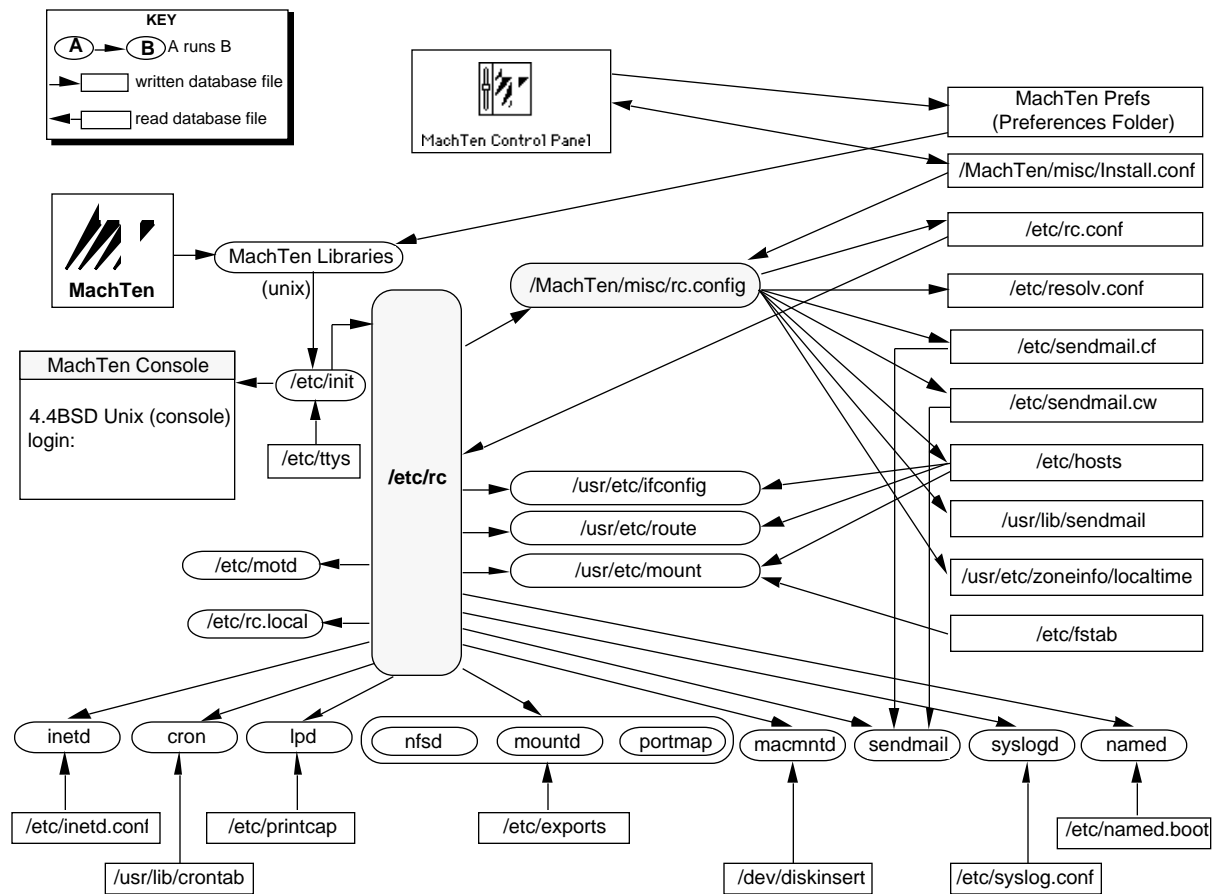 KEY
A B A runs B
written database file
read database file
MachTen Control Panel
MachTen Prefs
(Preferences Folder)
/MachTen/misc/Install.conf
/etc/rc.conf
/etc/resolv.conf
/etc/sendmail.cf
/etc/sendmail.cw
/etc/hosts
/usr/lib/sendmail
/usr/etc/zoneinfo/localtime
/etc/fstab
MachTen
MachTen Libraries
(unix)
/MachTen/misc/rc.config
MachTen Console
4.4BSD Unix (console)
login:
/etc/init
/etc/ttys
/etc/rc
/usr/etc/ifconfig
/usr/etc/route
/usr/etc/mount
/etc/motd
/etc/rc.local
inetd
cron
lpd
nfsd
mountd
portmap
macmntd
sendmail
syslogd
named
/etc/inetd.conf
/etc/printcap
/etc/exports
/etc/named.boot
/usr/lib/crontab
/dev/diskinsert
/etc/syslog.conf